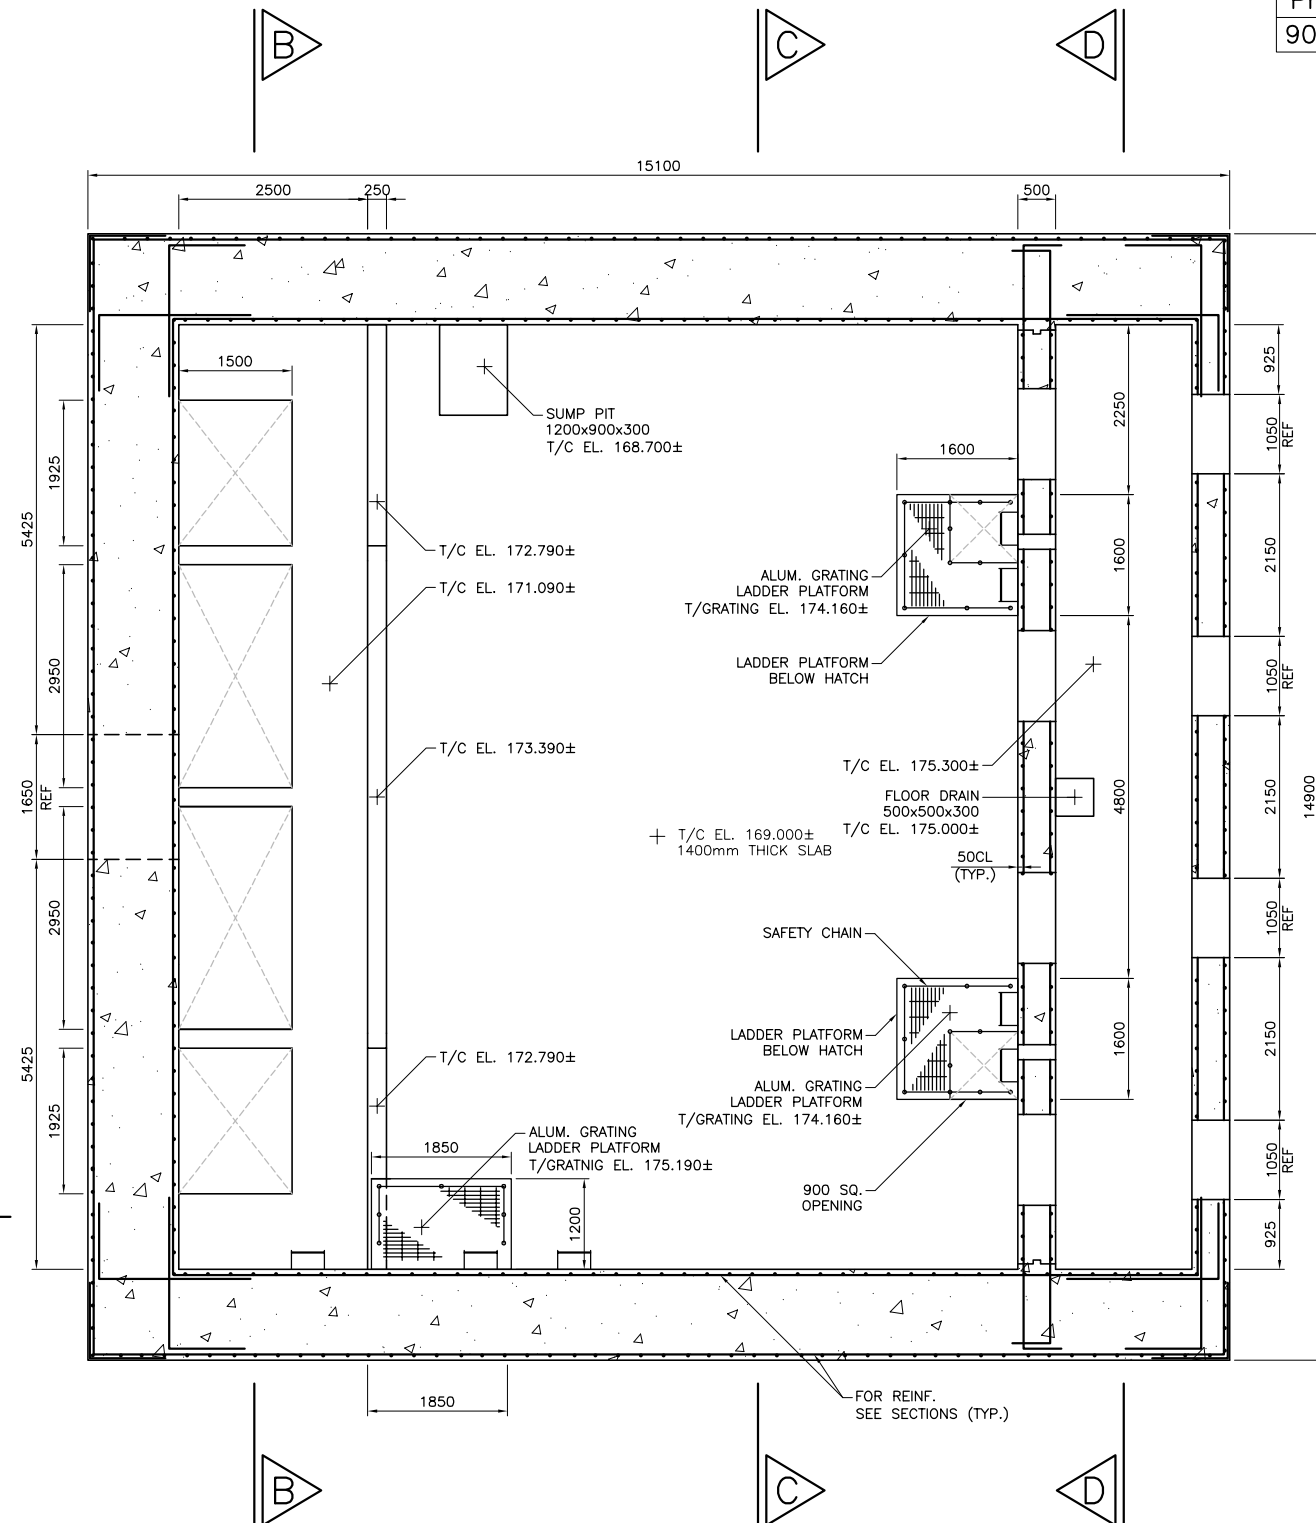 B
C
D
90
15100
2500
250
500
1500
925
2250
1050
REF
SUMP PIT
1200x900x300
T/C EL. 168.700±
1600
1925
5425
T/C EL. 172.790±
T/C EL. 171.090±
ALUM. GRATING
LADDER PLATFORM
T/GRATING EL. 174.160±
1600
2150
LADDER PLATFORM
BELOW HATCH
2950
1050
REF
T/C EL. 173.390±
T/C EL. 175.300±
FLOOR DRAIN
500x500x300
T/C EL. 175.000±
1650
REF
4800
2150
14900
T/C EL. 169.000±
1400mm THICK SLAB
50CL
(TYP.)
2950
1050
REF
SAFETY CHAIN
LADDER PLATFORM
BELOW HATCH
1600
2150
5425
T/C EL. 172.790±
ALUM. GRATING
LADDER PLATFORM
T/GRATING EL. 174.160±
1925
1850
ALUM. GRATING
LADDER PLATFORM
T/GRATNIG EL. 175.190±
1050
REF
900 SQ.
OPENING
1200
925
1850
FOR REINF.
SEE SECTIONS (TYP.)
B
C
D